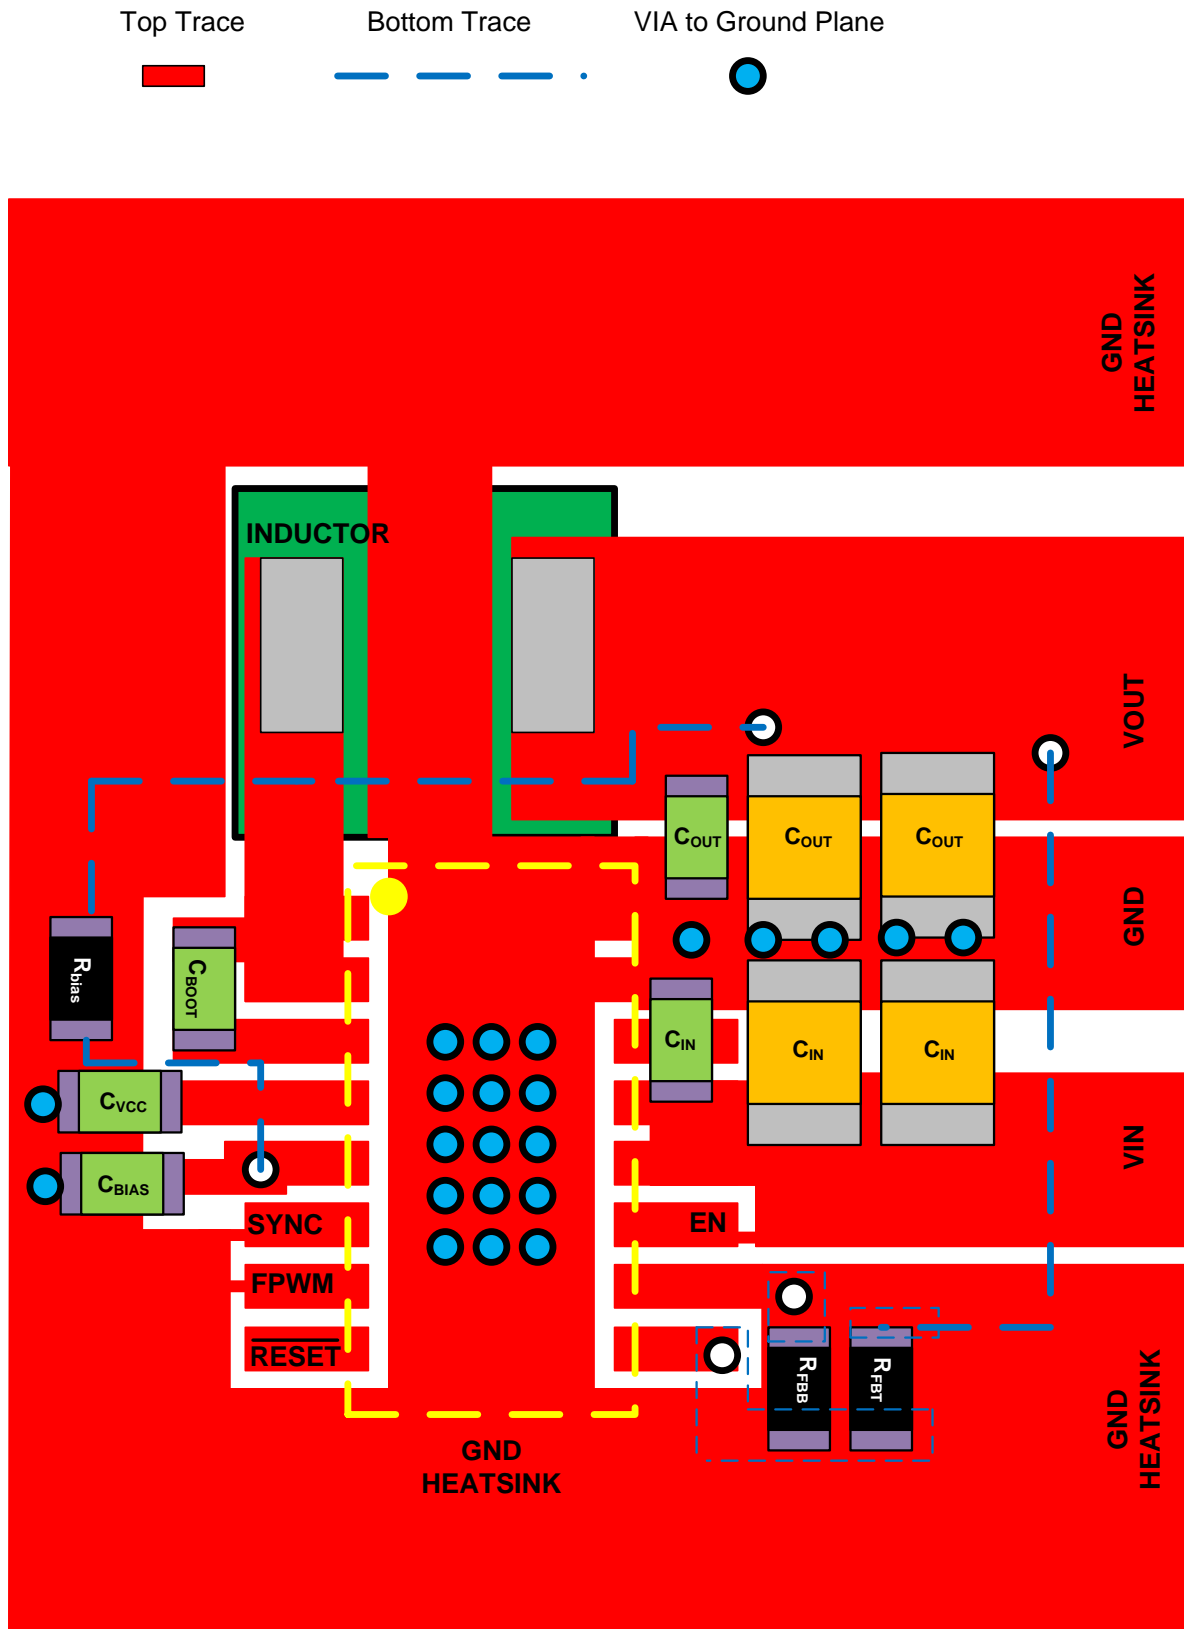 Top Trace
Bottom Trace
VIA to Ground Plane
GND
HEATSINK
INDUCTOR
VOUT
COUT
COUT
COUT
GND
Rbias
CBOOT
CIN
CIN
CIN
CVCC
VIN
CBIAS
SYNC
EN
FPWM
RESET
RFBB
RFBT
GND
HEATSINK
GND
HEATSINK